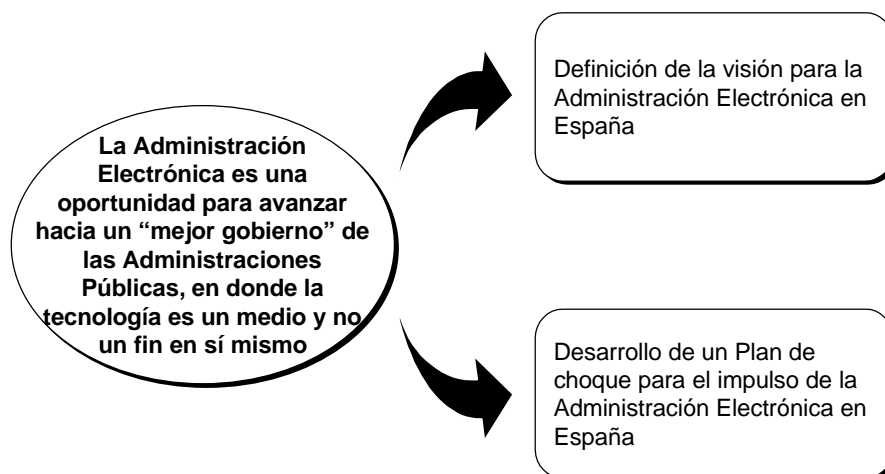 La Administración
Electrónica es una
oportunidad para avanzar
hacia un “mejor gobierno” de
las Administraciones
Públicas, en donde la
tecnología es un medio y no
un fin en sí mismo
Definición de la visión para la
Administración Electrónica en
España
Desarrollo de un Plan de
choque para el impulso de la
Administración Electrónica en
España